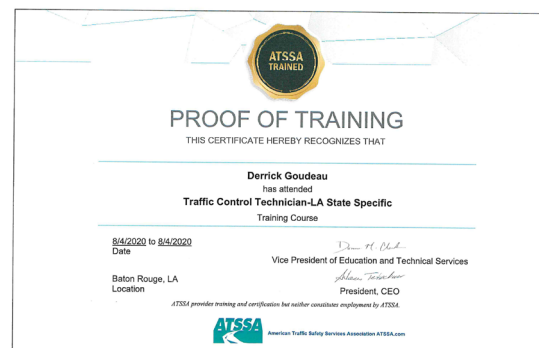 ATSSA
TRAINED
PROOF OF TRAINING
THIS CERTIFICATE HEREBY RECOGNIZES THAT
Derrick Goudeau
has attended
Traffic Control Technician-LA State Specific
Training Course
8/4/2020 to 8/4/2020
Date
Vice President of Education and Technical Services
Baton Rouge, LA
Location
President, CEO
ATSSA provides training and certification but neither constitutes employment by ATSSA.
ATSSA
American Traffic Safety Services Association ATSSA.com